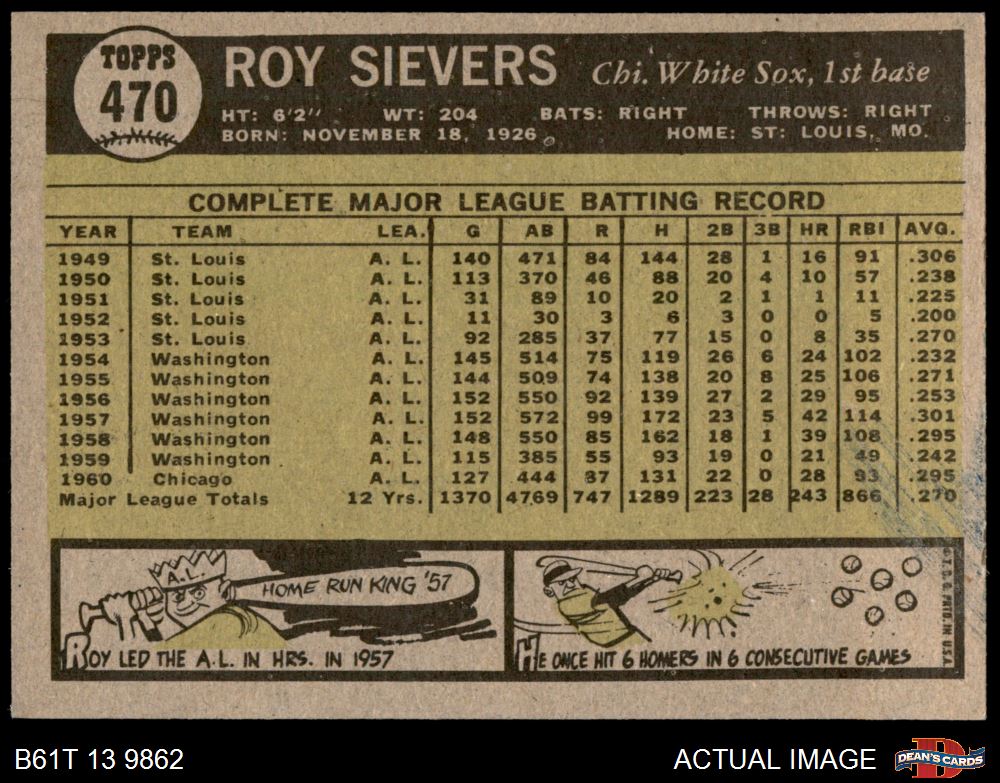 TOPPS
470
ROY SIEVERS Chi. White Sox, 1st base
HT: 6'2" WT: 204 BATS: RIGHT THROWS: RIGHT
BORN: NOVEMBER 18, 1926 HOME: ST: LOUIS, MO.
COMPLETE MAJOR LEAGUE BATTING RECORD
YEAR TEAM LEA. G AB R H 2B 3B HR RBI AVG.
1949 St. Louis A. L. 140 471 84 144 28 1 16 91 .306
1950 St. Louis A. L. 113 370 46 88 20 4 10 57 .238
1951 St. Louis A. L. 31 89 10 20 2 1 1 11 .225
1952 St. Louis A. L. 11 30 3 6 3 0 0 5 .200
1953 St. Louis A. L. 92 285 37 77 15 0 8 35 .270
1954 Washington A. L. 145 514 75 119 26 6 24 102 .232
1955 Washington A. L. 144 509 74 138 20 8 25 106 .271
1956 Washington A. L. 152 550 92 139 27 2 29 95 .253
1957 Washington A. L. 152 572 99 172 23 5 42 114 .301
1958 Washington A. L. 148 550 85 162 18 1 39 108 .295
1959 Washington A. L. 115 385 55 93 19 0 21 49 .242
1960 Chicago A. L. 127 444 87 131 22 0 28 93 .295
Major League Totals 12 Yrs. 1370 4769 747 1289 223 28 243 866 .270
A.L.
HOME RUN KING '57
ROY LED THE A.L. IN HRS. IN 1957
HE ONCE HIT 6 HOMERS IN 6 CONSECUTIVE GAMES
© T. C. G. PRTD. IN U.S.A.
B61T 13 9862 ACTUAL IMAGE
DEAN'S CARDS